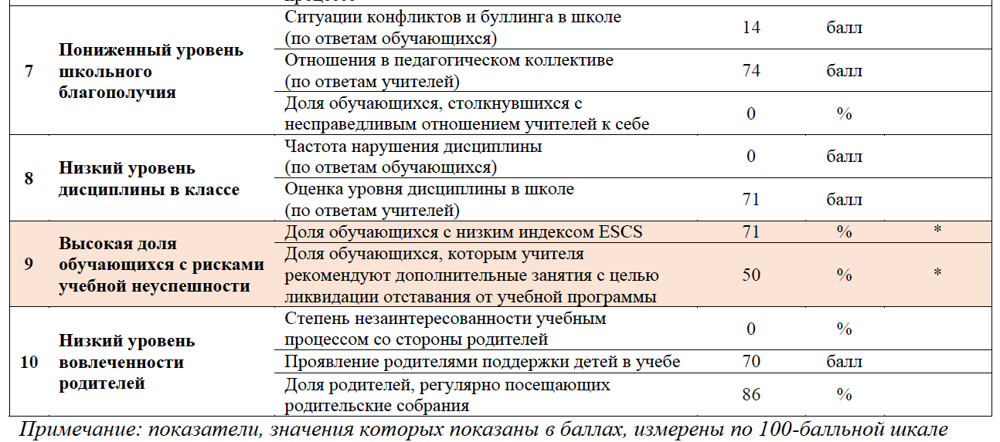 процессе
Ситуации конфликтов и буллинга в школе
(по ответам обучающихся)
14
балл
7
Пониженный уровень
школьного
благополучия
Отношения в педагогическом коллективе
(по ответам учителей)
74
балл
Доля обучающихся, столкнувшихся с
несправедливым отношением учителей к себе
0
%
8
Низкий уровень
дисциплины в классе
Частота нарушения дисциплины
(по ответам обучающихся)
0
балл
Оценка уровня дисциплины в школе
(по ответам учителей)
71
балл
9
Высокая доля
обучающихся с рисками
учебной неуспешности
Доля обучающихся с низким индексом ESCS
71
%
*
Доля обучающихся, которым учителя
рекомендуют дополнительные занятия с целью
ликвидации отставания от учебной программы
50
%
*
10
Низкий уровень
вовлеченности
родителей
Степень незаинтересованности учебным
процессом со стороны родителей
0
%
Проявление родителями поддержки детей в учебе
70
балл
Доля родителей, регулярно посещающих
родительские собрания
86
%
Примечание: показатели, значения которых показаны в баллах, измерены по 100-балльной шкале